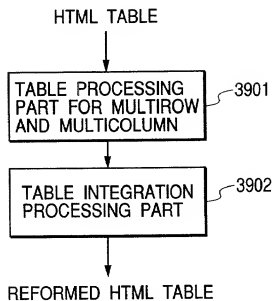 HTML TABLE
TABLE PROCESSING
PART FOR MULTIROW
AND MULTICOLUMN
3901
TABLE INTEGRATION
PROCESSING PART
3902
REFORMED HTML TABLE